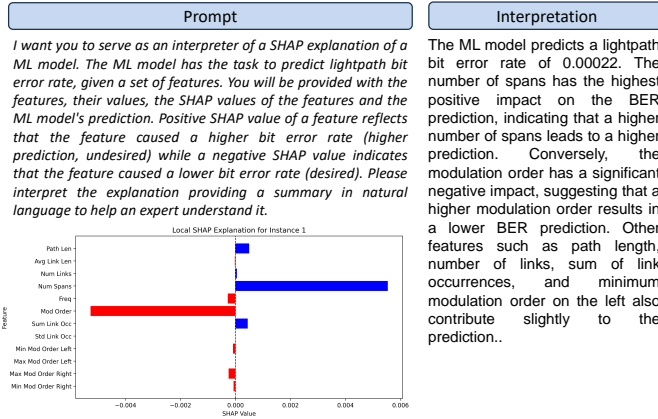 Prompt
I want you to serve as an interpreter of a SHAP explanation of a
ML model. The ML model has the task to predict lightpath bit
error rate, given a set of features. You will be provided with the
features, their values, the SHAP values of the features and the
ML model's prediction. Positive SHAP value of a feature reflects
that the feature caused a higher bit error rate (higher
prediction, undesired) while a negative SHAP value indicates
that the feature caused a lower bit error rate (desired). Please
interpret the explanation providing a summary in natural
language to help an expert understand it.
Local SHAP Explanation for Instance 1
Feature
Path Len
Avg Link Len
Num Links
Num Spans
Freq
Mod Order
Sum Link Occ
Std Link Occ
Min Mod Order Left
Max Mod Order Left
Max Mod Order Right
Min Mod Order Right
−0.004 −0.002 0.000 0.002 0.004 0.006
SHAP Value
Interpretation
The ML model predicts a lightpath
bit error rate of 0.00022. The
number of spans has the highest
positive impact on the BER
prediction, indicating that a higher
number of spans leads to a higher
prediction. Conversely, the
modulation order has a significant
negative impact, suggesting that a
higher modulation order results in
a lower BER prediction. Other
features such as path length,
number of links, sum of link
occurrences, and minimum
modulation order on the left also
contribute slightly to the
prediction..